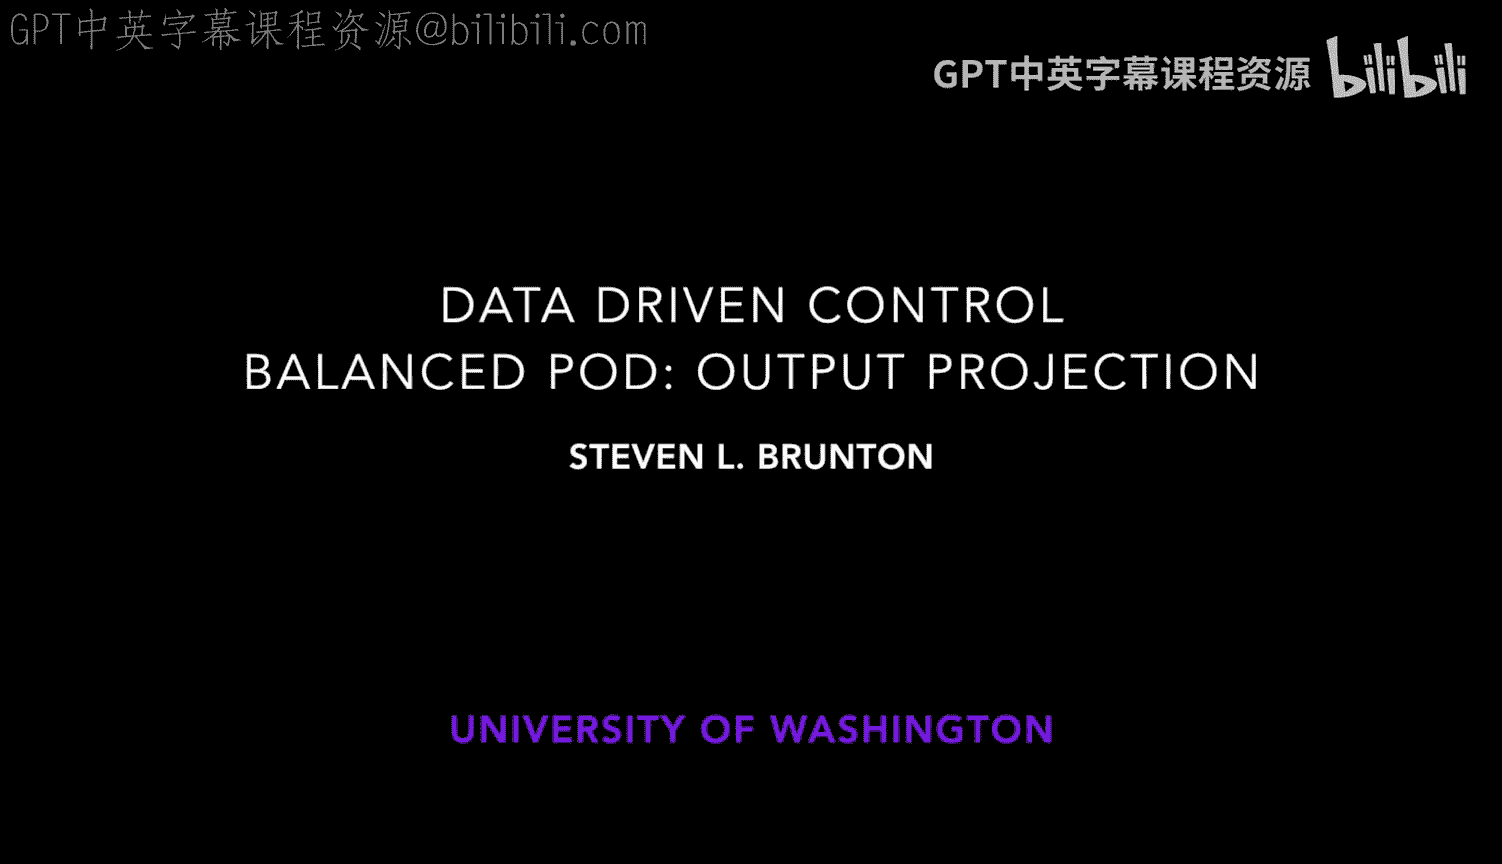 GPT中英字幕课程资源@bilibili.com
GPT中英字幕课程资源 bilibili
DATA DRIVEN CONTROL
BALANCED POD: OUTPUT PROJECTION
STEVEN L. BRUNTON
UNIVERSITY OF WASHINGTON